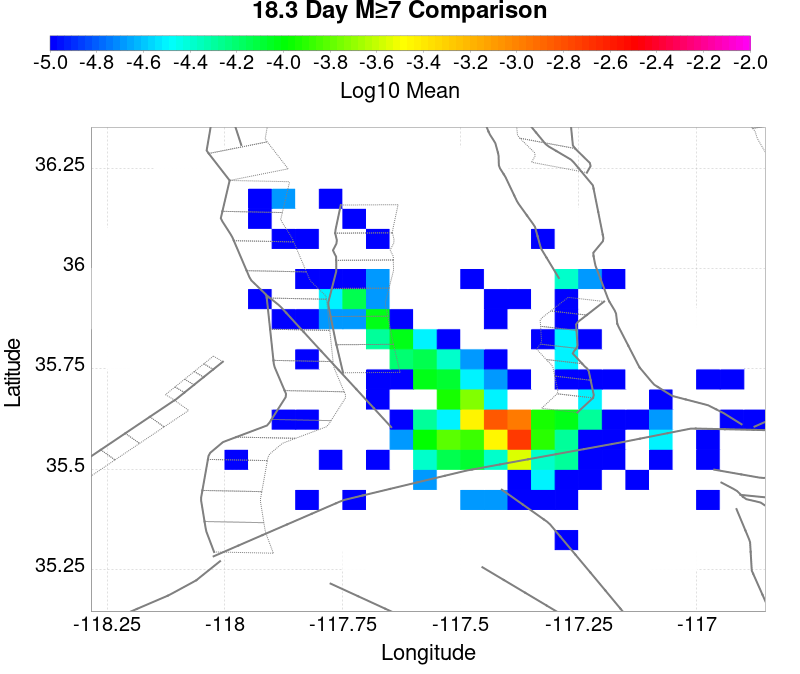 18.3 Day M≥7 Comparison
-5.0 -4.8 -4.6 -4.4 -4.2 -4.0 -3.8 -3.6 -3.4 -3.2 -3.0 -2.8 -2.6 -2.4 -2.2 -2.0
Log10 Mean
36.25
36
35.75
35.5
35.25
Latitude
-118.25 -118 -117.75 -117.5 -117.25 -117
Longitude